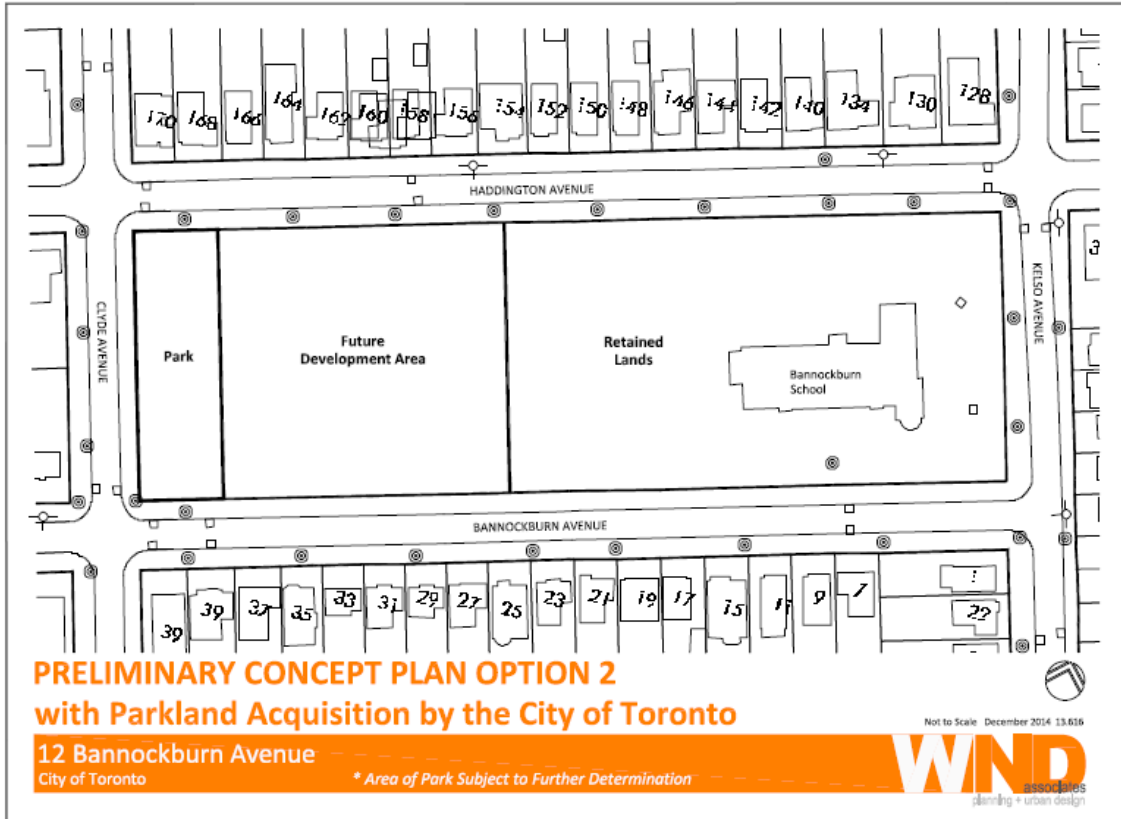 170 168 166 164 162 160 158 156 154 152 150 148 146 144 142 140 134 130 128
HADDINGTON AVENUE
CLYDE AVENUE
Park
Future
Development Area
Retained
Lands
Bannockburn
School
KELSO AVENUE
3
BANNOCKBURN AVENUE
39 39 37 35 33 31 29 27 25 23 21 19 17 15 11 9 7 1
22
PRELIMINARY CONCEPT PLAN OPTION 2
with Parkland Acquisition by the City of Toronto
Not to Scale December 2014 13.616
12 Bannockburn Avenue
City of Toronto
* Area of Park Subject to Further Determination
WND
associates
planning + urban design